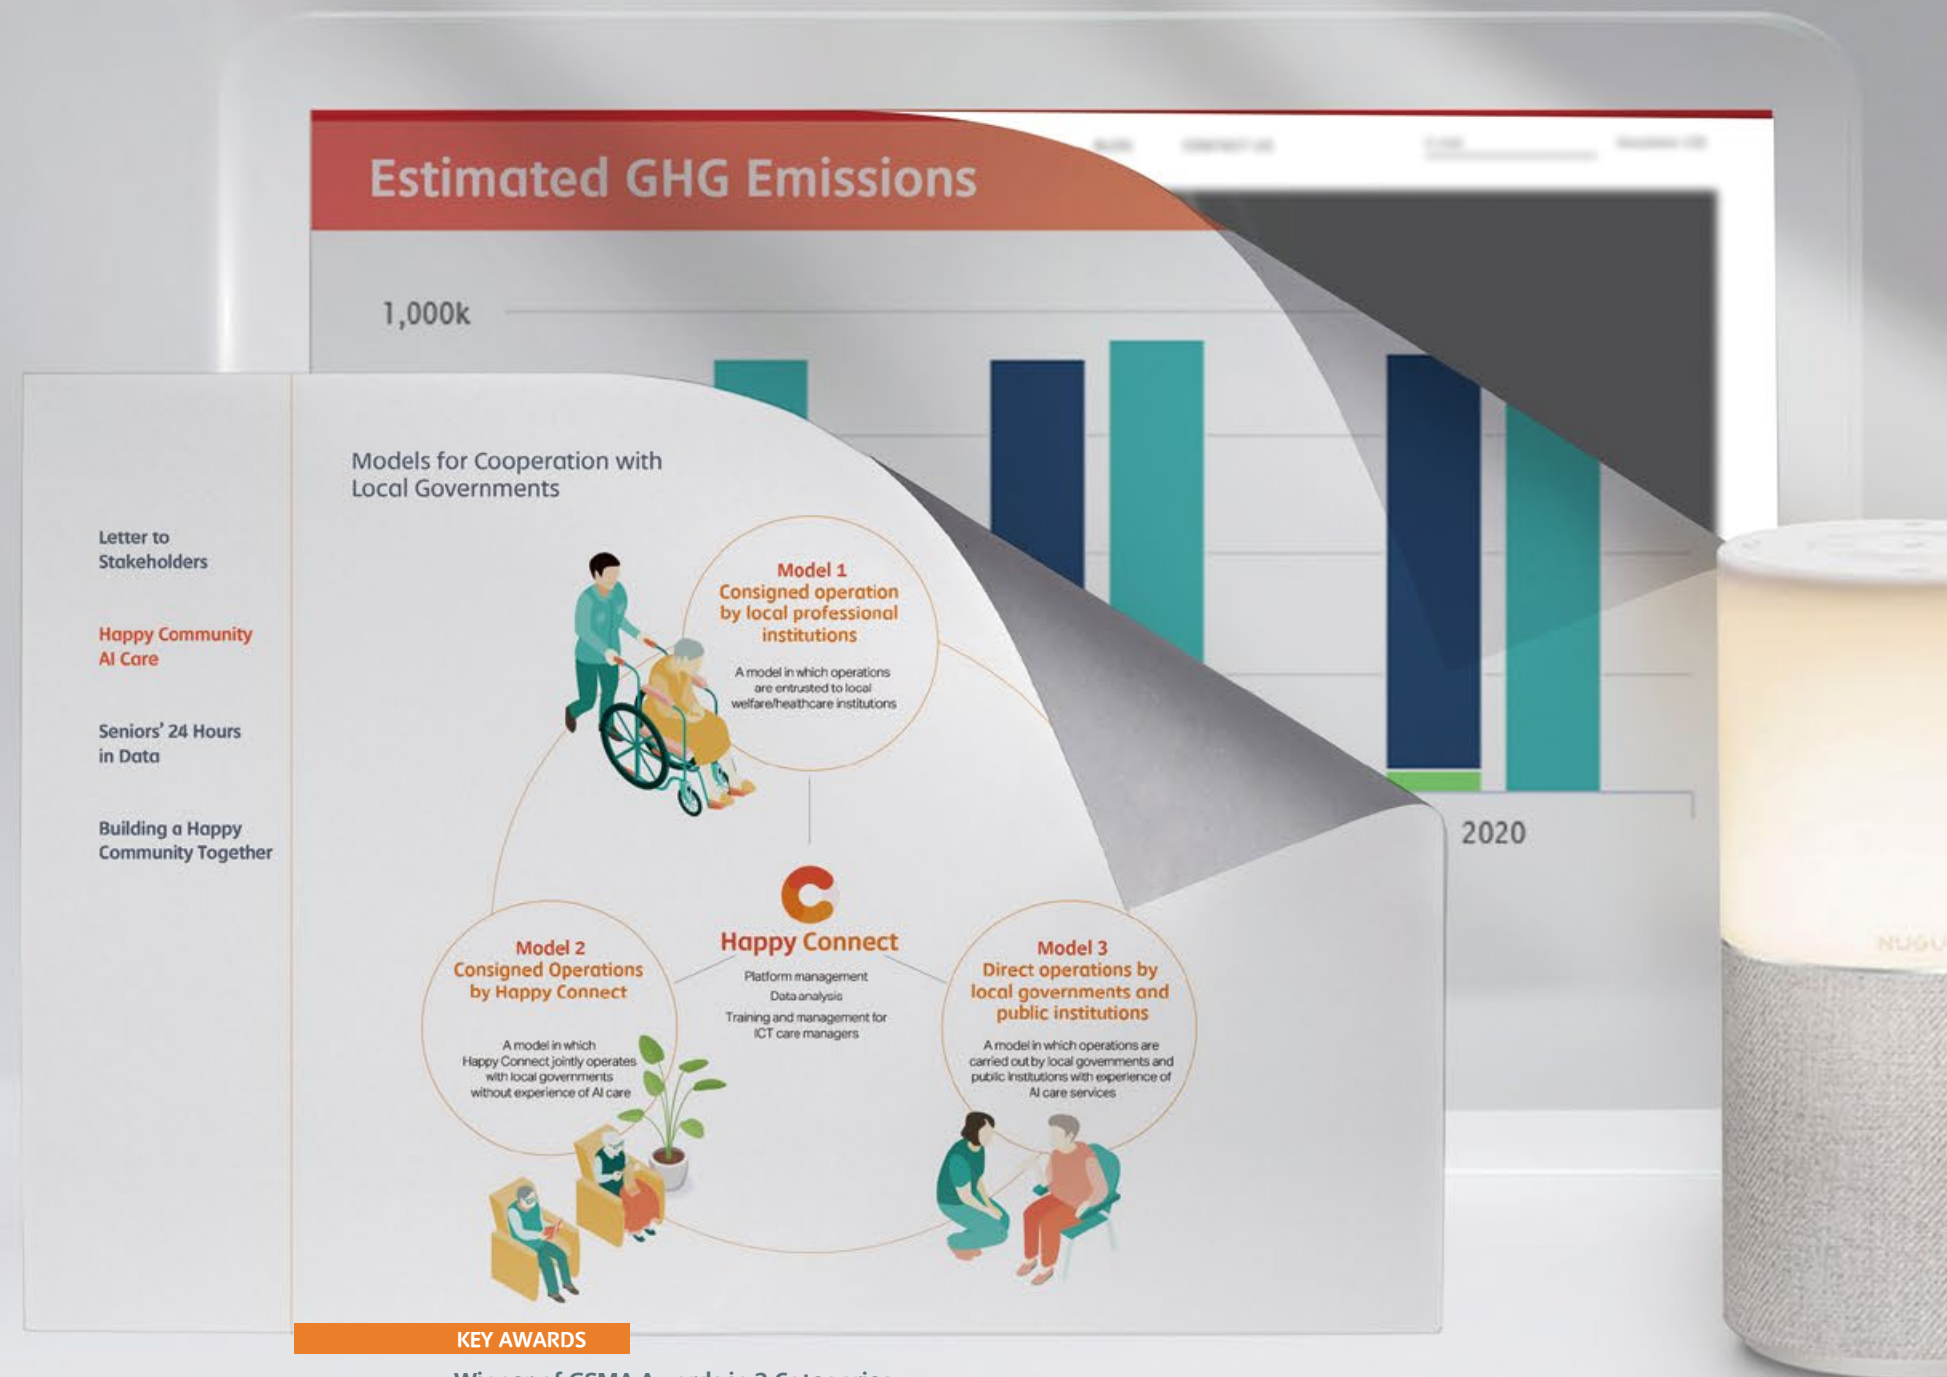 Estimated GHG Emissions
1,000k
2020
Models for Cooperation with
Local Governments
Letter to
Stakeholders
Happy Community
AI Care
Seniors' 24 Hours
in Data
Building a Happy
Community Together
Model 1
Consigned operation
by local professional
institutions
A model in which operations
are entrusted to local
welfare/healthcare institutions
Happy Connect
Platform management
Data analysis
Training and management for
ICT care managers
Model 2
Consigned Operations
by Happy Connect
A model in which
Happy Connect jointly operates
with local governments
without experience of AI care
Model 3
Direct operations by
local governments and
public institutions
A model in which operations are
carried out by local governments and
public institutions with experience of
AI care services
NUGU
KEY AWARDS